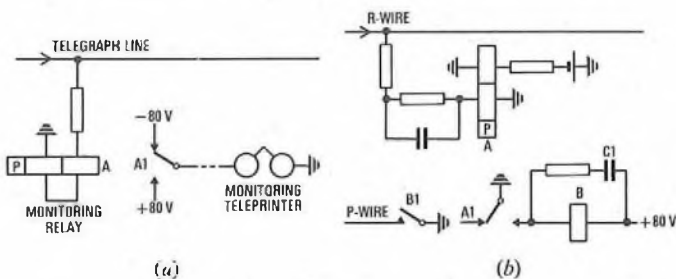 TELEGRAPH LINE
P
A
MONITORING
RELAY
−80 V
A1
+80 V
MONITORING
TELEPRINTER
(a)
R-WIRE
P
A
P-WIRE
B1
A1
C1
B
+80 V
(b)